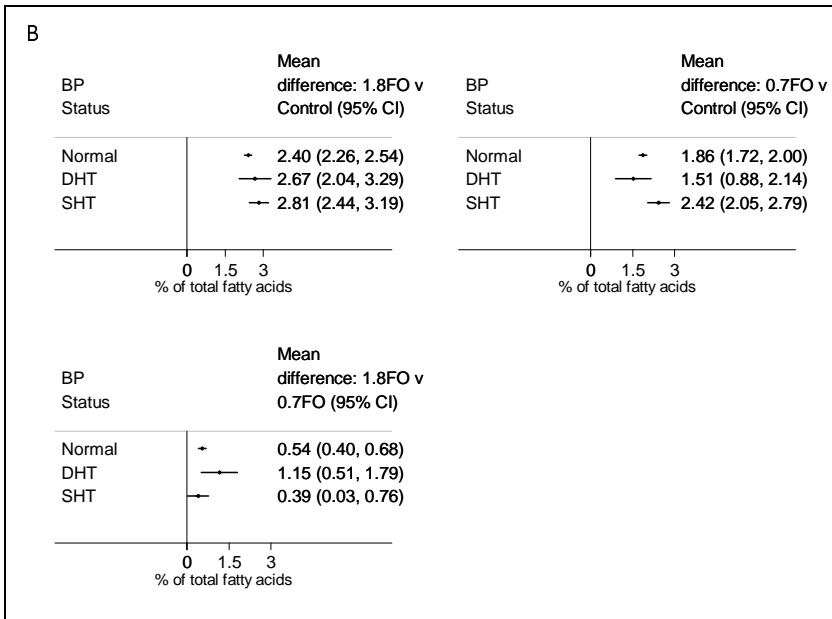 B
Mean
BP difference: 1.8FO v
Status Control (95% CI)
Normal 2.40 (2.26, 2.54)
DHT 2.67 (2.04, 3.29)
SHT 2.81 (2.44, 3.19)
0 1.5 3
% of total fatty acids
Mean
BP difference: 0.7FO v
Status Control (95% CI)
Normal 1.86 (1.72, 2.00)
DHT 1.51 (0.88, 2.14)
SHT 2.42 (2.05, 2.79)
0 1.5 3
% of total fatty acids
Mean
BP difference: 1.8FO v
Status 0.7FO (95% CI)
Normal 0.54 (0.40, 0.68)
DHT 1.15 (0.51, 1.79)
SHT 0.39 (0.03, 0.76)
0 1.5 3
% of total fatty acids